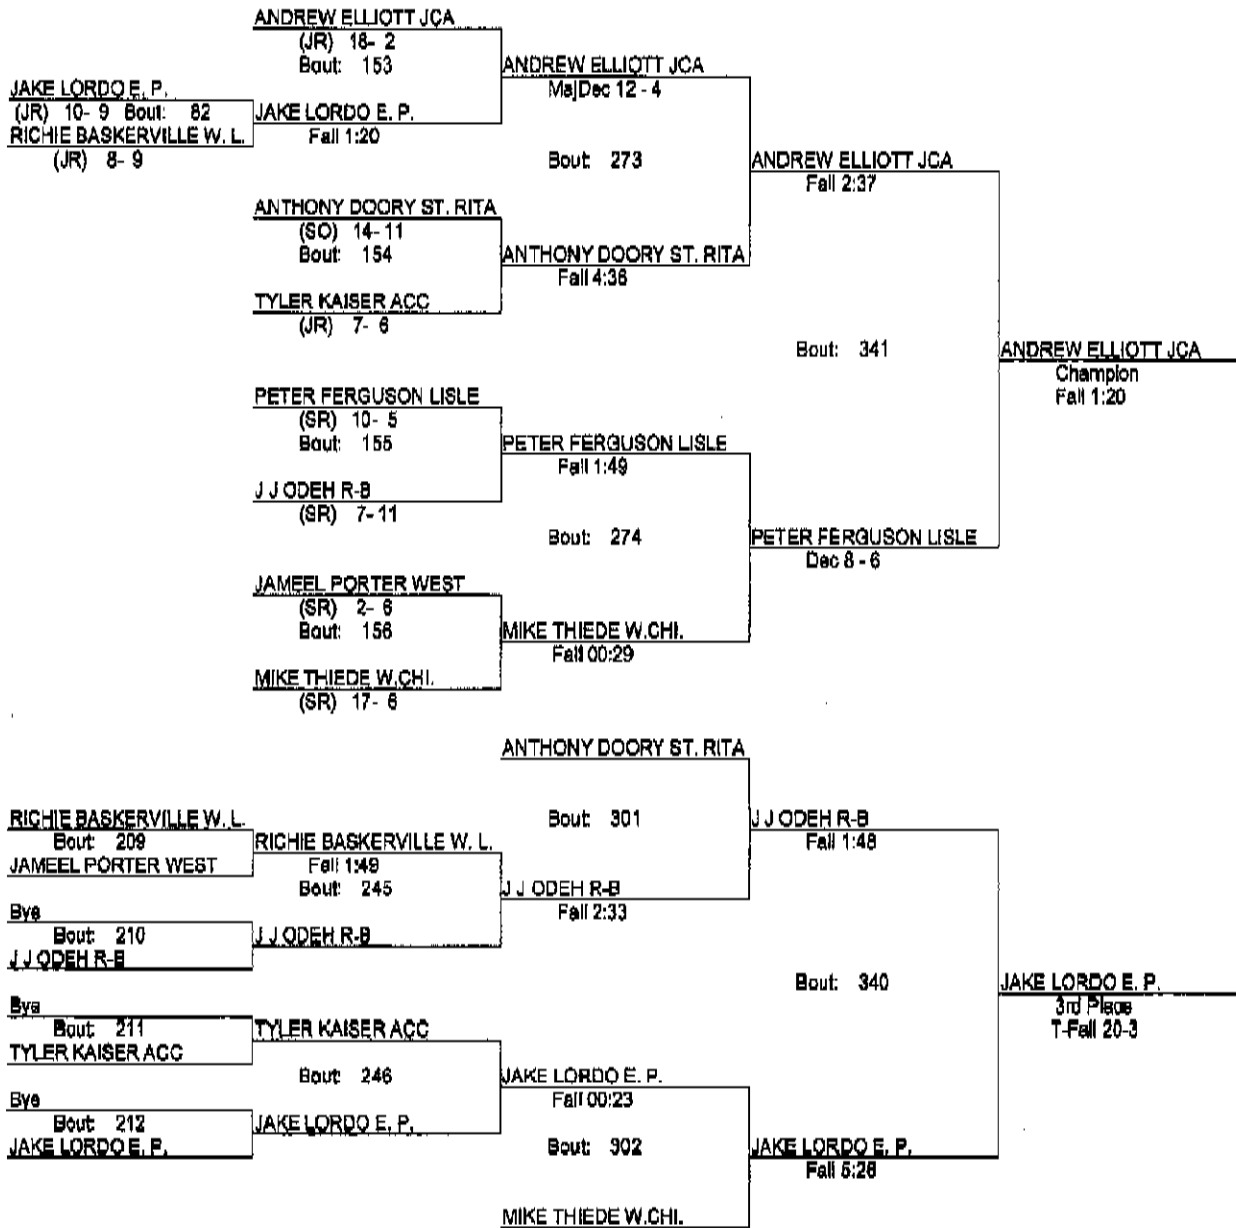 ANDREW ELLIOTT JCA
(JR) 18- 2
Bout: 153
ANDREW ELLIOTT JCA
MajDec 12 - 4
JAKE LORDO E. P.
(JR) 10- 9 Bout: 82
JAKE LORDO E. P.
Fall 1:20
RICHIE BASKERVILLE W. L.
(JR) 8- 9
Bout: 273
ANDREW ELLIOTT JCA
Fall 2:37
ANTHONY DOORY ST. RITA
(SO) 14- 11
Bout: 154
ANTHONY DOORY ST. RITA
Fall 4:36
TYLER KAISER ACC
(JR) 7- 6
Bout: 341
ANDREW ELLIOTT JCA
Champion
Fall 1:20
PETER FERGUSON LISLE
(SR) 10- 5
Bout: 155
PETER FERGUSON LISLE
Fall 1:49
J J ODEH R-B
(SR) 7- 11
Bout: 274
PETER FERGUSON LISLE
Dec 8 - 6
JAMEEL PORTER WEST
(SR) 2- 6
Bout: 156
MIKE THIEDE W.CHI.
Fall 00:29
MIKE THIEDE W.CHI.
(SR) 17- 6
ANTHONY DOORY ST. RITA
Bout: 301
J J ODEH R-B
Fall 1:48
RICHIE BASKERVILLE W. L.
Bout: 209
RICHIE BASKERVILLE W. L.
Fall 1:49
JAMEEL PORTER WEST
Bout: 245
J J ODEH R-B
Fall 2:33
Bye
Bout: 210
J J ODEH R-B
J J ODEH R-B
Bout: 340
JAKE LORDO E. P.
3rd Place
T-Fall 20-3
Bye
Bout: 211
TYLER KAISER ACC
TYLER KAISER ACC
Bout: 246
JAKE LORDO E. P.
Fall 00:23
Bye
Bout: 212
JAKE LORDO E. P.
JAKE LORDO E. P.
Bout: 302
JAKE LORDO E. P.
Fall 5:26
MIKE THIEDE W.CHI.